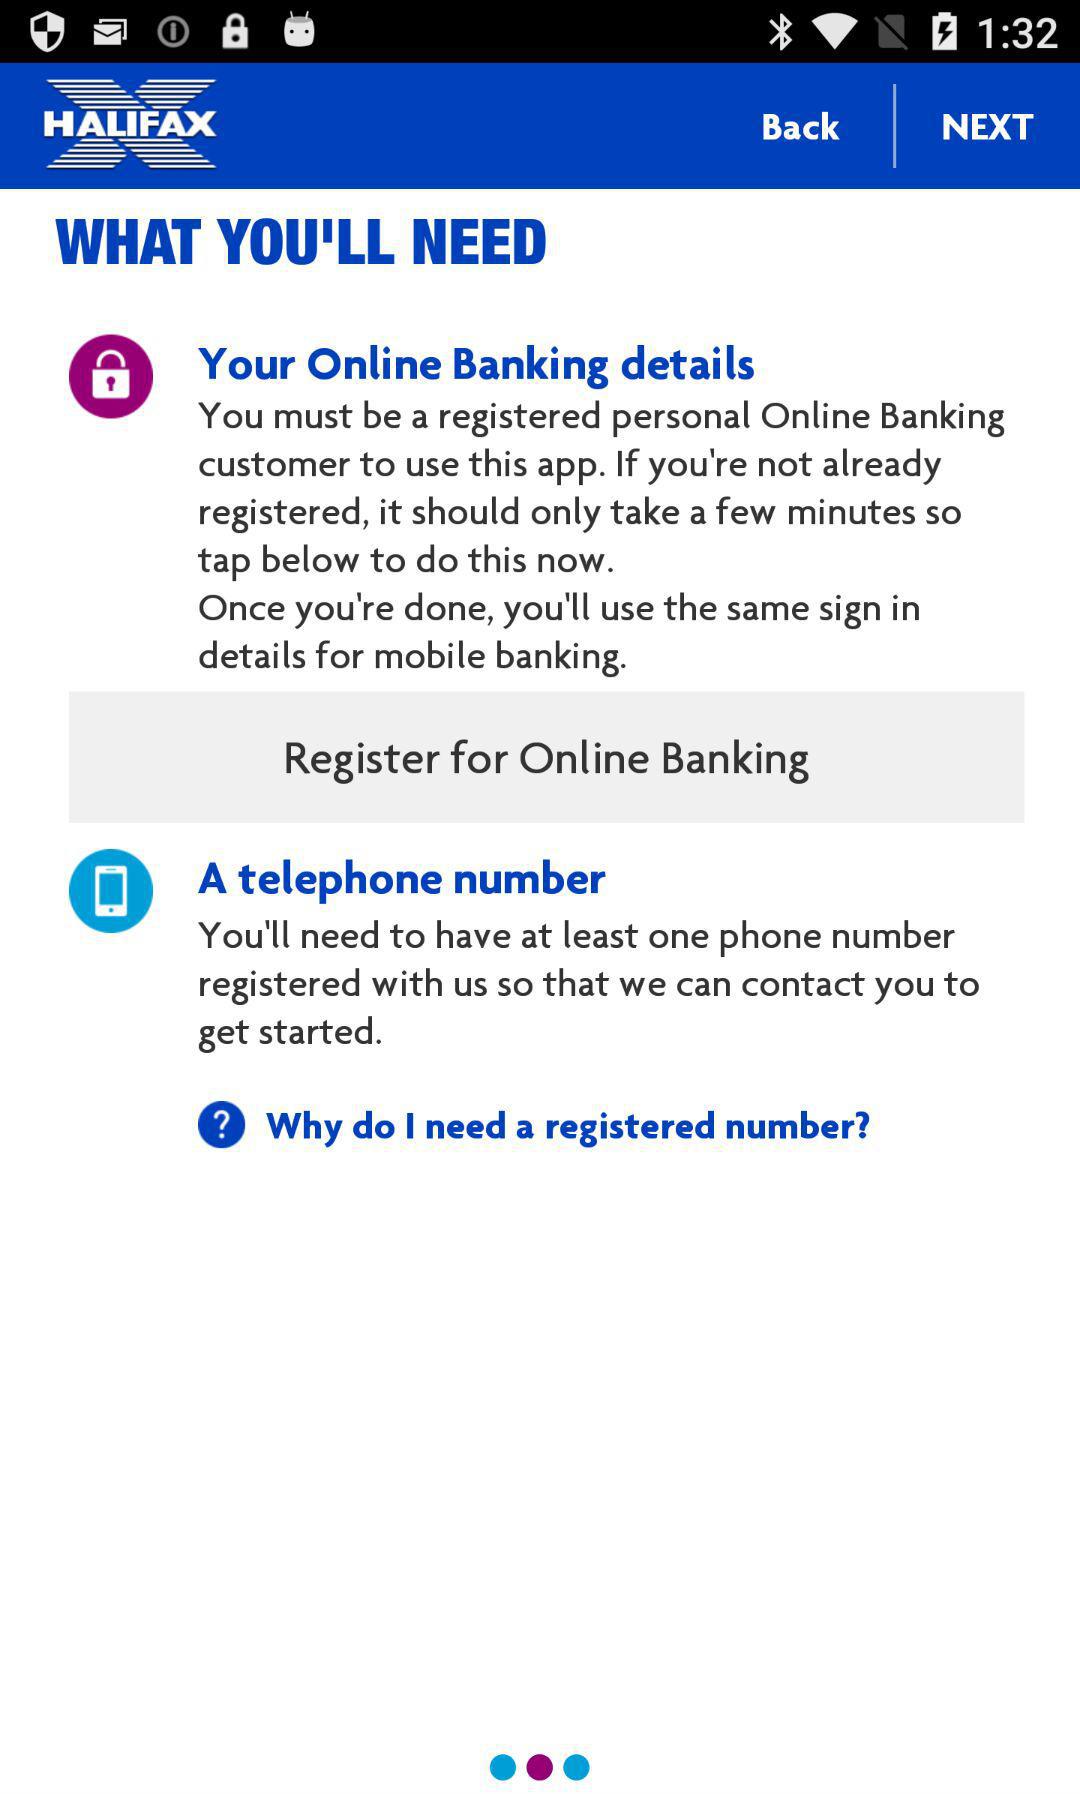 1:32
HALIFAX
Back
NEXT
WHAT YOU'LL NEED
Your Online Banking details
You must be a registered personal Online Banking
customer to use this app. If you're not already
registered, it should only take a few minutes so
tap below to do this now.
Once you're done, you'll use the same sign in
details for mobile banking.
Register for Online Banking
A telephone number
You'll need to have at least one phone number
registered with us so that we can contact you to
get started.
? Why do I need a registered number?